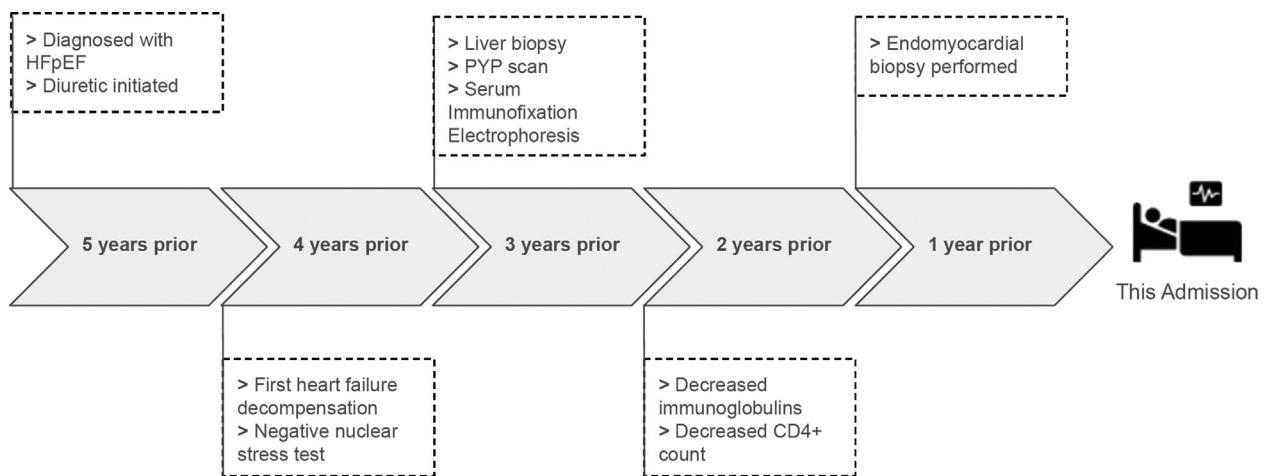 > Diagnosed with
HFpEF
> Diuretic initiated
> Liver biopsy
> PYP scan
> Serum
Immunofixation
Electrophoresis
> Endomyocardial
biopsy performed
5 years prior
4 years prior
3 years prior
2 years prior
1 year prior
This Admission
> First heart failure
decompensation
> Negative nuclear
stress test
> Decreased
immunoglobulins
> Decreased CD4+
count